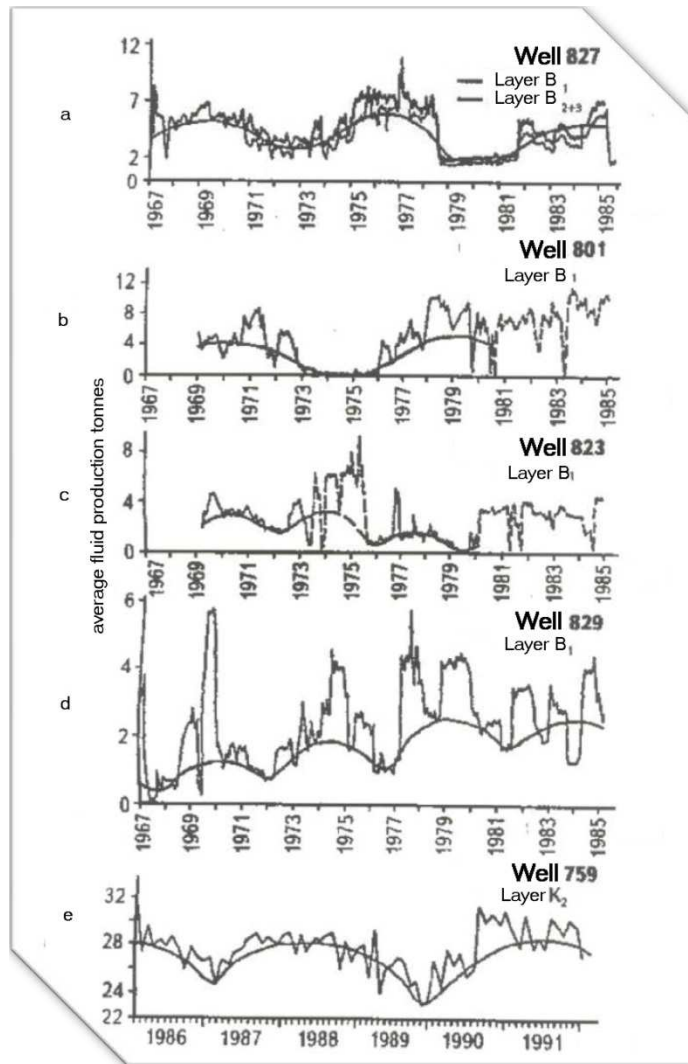 average fluid production tonnes
a
Well 827
Layer B 1
Layer B 2+3
12
7
2
0
1967 1969 1971 1973 1975 1977 1979 1981 1983 1985
b
Well 801
Layer B 1
12
8
4
0
1967 1969 1971 1973 1975 1977 1979 1981 1983 1985
c
Well 823
Layer B1
8
4
0
1967 1969 1971 1973 1975 1977 1979 1981 1983 1985
d
Well 829
Layer B 1
6
4
2
0
1967 1969 1971 1973 1975 1977 1979 1981 1983 1985
e
Well 759
Layer K2
32
28
24
22
1986 1987 1988 1989 1990 1991